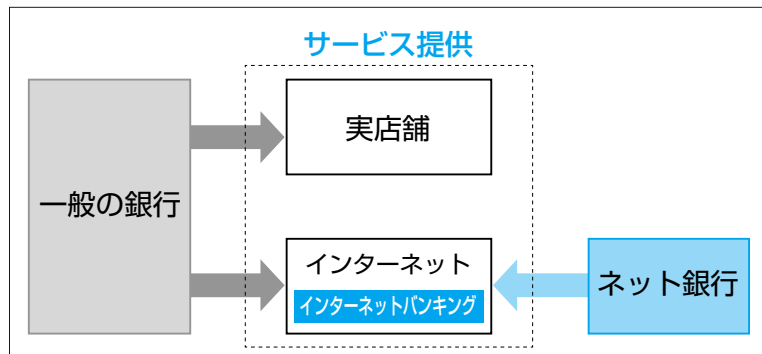 サービス提供
一般の銀行
実店舗
インターネット
インターネットバンキング
ネット銀行